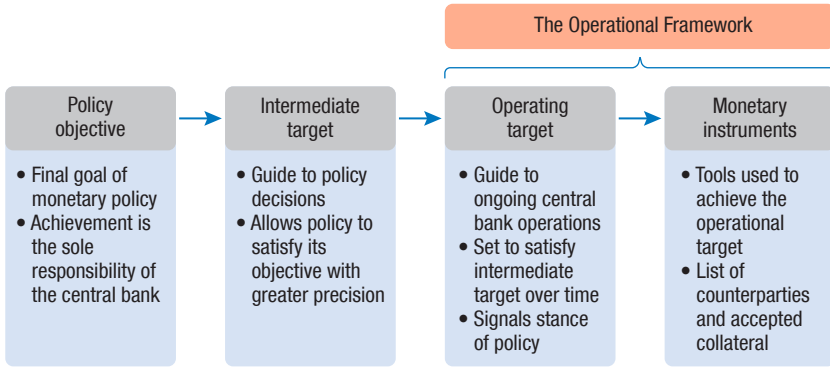 The Operational Framework
Policy
objective
• Final goal of
monetary policy
• Achievement is
the sole
responsibility of
the central bank
Intermediate
target
• Guide to policy
decisions
• Allows policy to
satisfy its
objective with
greater precision
Operating
target
• Guide to
ongoing central
bank operations
• Set to satisfy
intermediate
target over time
• Signals stance
of policy
Monetary
instruments
• Tools used to
achieve the
operational
target
• List of
counterparties
and accepted
collateral